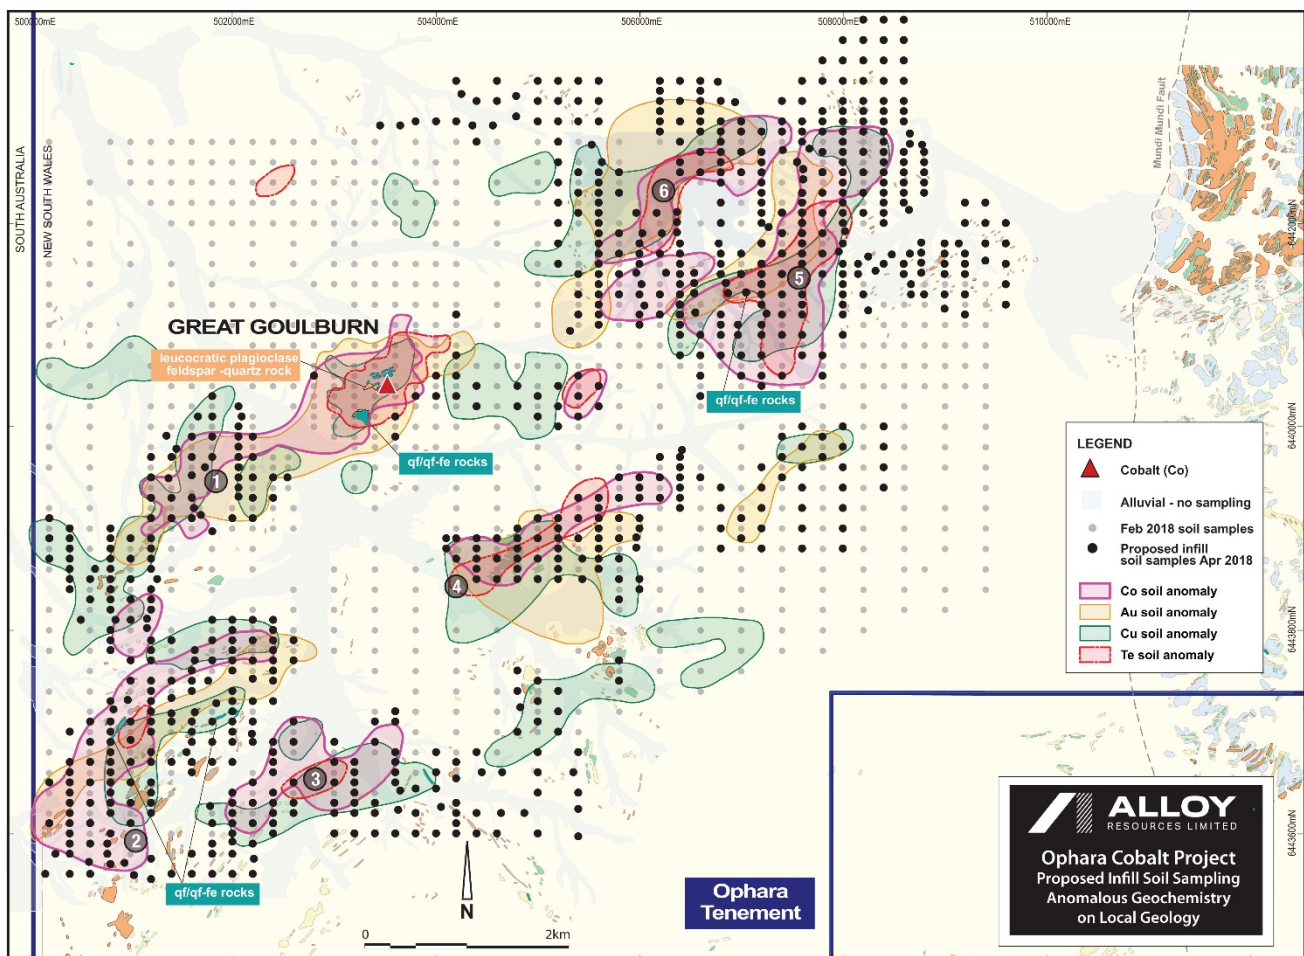 500000mE
502000mE
504000mE
506000mE
508000mE
510000mE
SOUTH AUSTRALIA
NEW SOUTH WALES
Mundi Mundi Fault
6442000mN
6440000mN
6443800mN
6443600mN
GREAT GOULBURN
leucocratic plagioclase
feldspar -quartz rock
qf/qf-fe rocks
qf/qf-fe rocks
qf/qf-fe rocks
1
2
3
4
5
6
LEGEND
Cobalt (Co)
Alluvial - no sampling
Feb 2018 soil samples
Proposed infill
soil samples Apr 2018
Co soil anomaly
Au soil anomaly
Cu soil anomaly
Te soil anomaly
N
0
2km
Ophara
Tenement
ALLOY
RESOURCES LIMITED
Ophara Cobalt Project
Proposed Infill Soil Sampling
Anomalous Geochemistry
on Local Geology